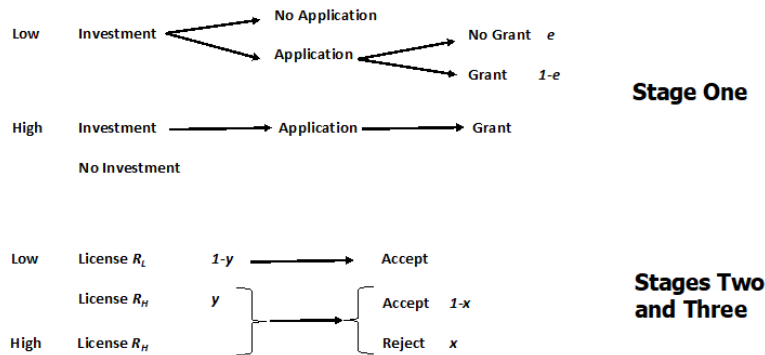 No Application
Low Investment
No Grant e
Application
Grant 1-e
Stage One
High Investment Application Grant
No Investment
Low License R_L 1-y Accept
License R_H y
Accept 1-x
Stages Two
and Three
High License R_H Reject x